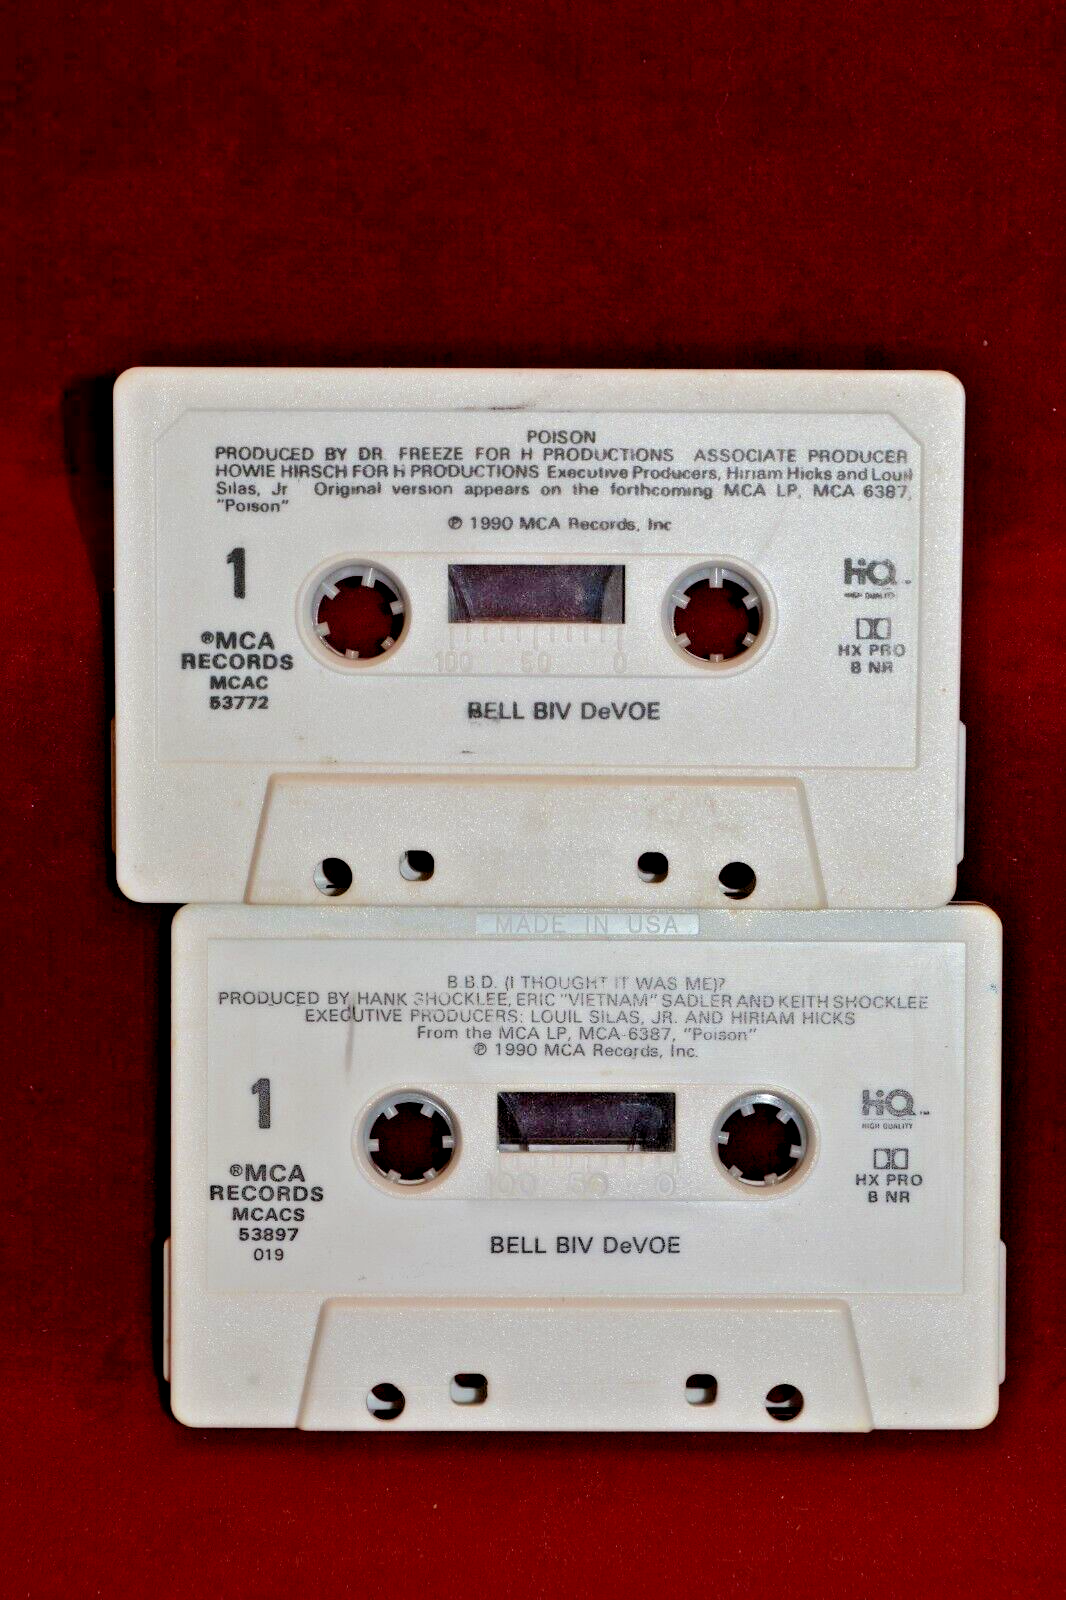 POISON
PRODUCED BY DR. FREEZE FOR H PRODUCTIONS ASSOCIATE PRODUCER
HOWIE HIRSCH FOR H PRODUCTIONS Executive Producers, Hiriam Hicks and Louil
Silas, Jr Original version appears on the forthcoming MCA LP, MCA 6387,
"Poison"
℗ 1990 MCA Records, Inc
1
®MCA
RECORDS
MCAC
53772
100 50 0
HiQ™
HIGH QUALITY
HX PRO
B NR
BELL BIV DeVOE
MADE IN USA
B.B.D. (I THOUGHT IT WAS ME)?
PRODUCED BY HANK SHOCKLEE, ERIC "VIETNAM" SADLER AND KEITH SHOCKLEE
EXECUTIVE PRODUCERS: LOUIL SILAS, JR. AND HIRIAM HICKS
From the MCA LP, MCA-6387, "Poison"
℗ 1990 MCA Records, Inc.
1
®MCA
RECORDS
MCACS
53897
019
100 50 0
HiQ™
HIGH QUALITY
HX PRO
B NR
BELL BIV DeVOE